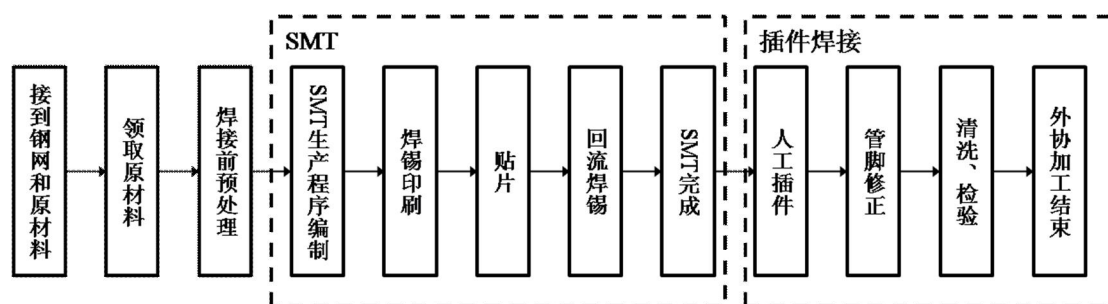 SMT
插件焊接
接到钢网和原材料
领取原材料
焊接前预处理
SMT生产程序编制
焊锡印刷
贴片
回流焊锡
SMT完成
人工插件
管脚修正
清洗、检验
外协加工结束